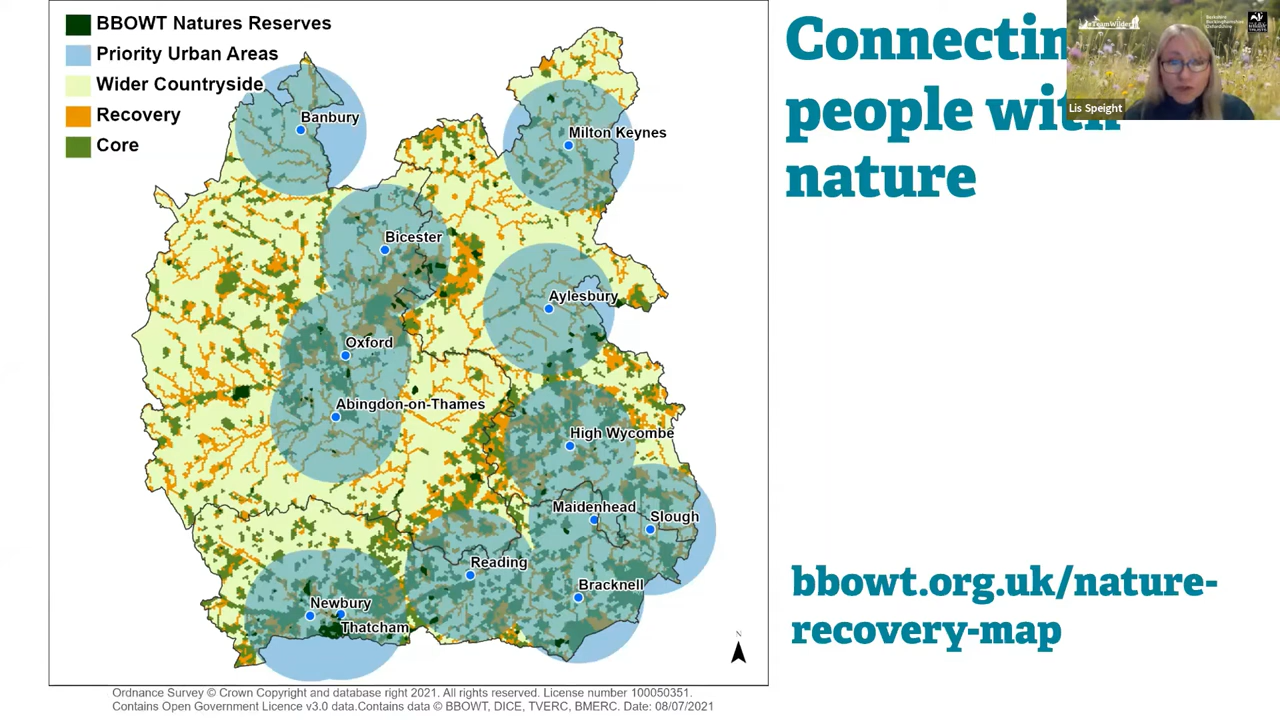 BBOWT Natures Reserves
Priority Urban Areas
Wider Countryside
Recovery
Core
Banbury
Milton Keynes
Bicester
Aylesbury
Oxford
Abingdon-on-Thames
High Wycombe
Maidenhead
Slough
Reading
Bracknell
Newbury
Thatcham
N
Ordnance Survey © Crown Copyright and database right 2021. All rights reserved. License number 100050351.
Contains Open Government Licence v3.0 data.Contains data © BBOWT, DICE, TVERC, BMERC. Date: 08/07/2021
Connectin
people with
nature
bbowt.org.uk/nature-
recovery-map
TeamWilder
Lis Speight